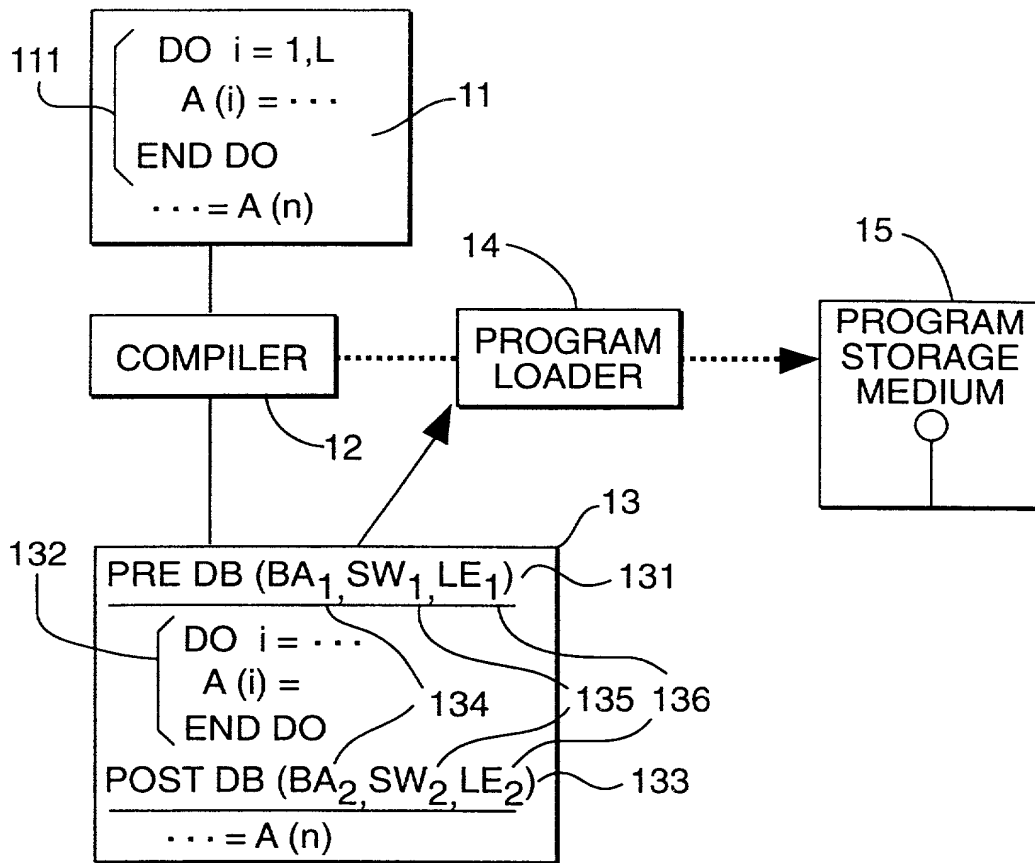 111
DO i = 1,L
A (i) = · · ·
END DO
· · · = A (n)
11
COMPILER
12
14
PROGRAM
LOADER
15
PROGRAM
STORAGE
MEDIUM
13
132
PRE DB (BA1,SW1,LE1)
131
DO i = · · ·
A (i) =
END DO
134
135
136
POST DB (BA2,SW2,LE2)
133
· · · = A (n)